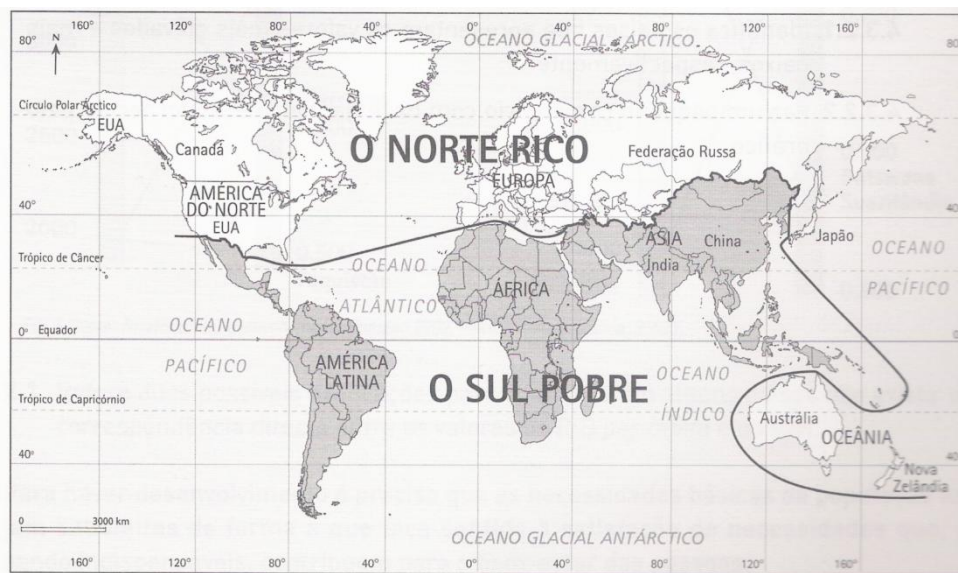 160° 120° 80° 40° 0° 40° 80° 120° 160°
80°
OCEANO GLACIAL ÁRCTICO
80
Círculo Polar Árctico
EUA
Canadá
O NORTE RICO
Federação Russa
EUROPA
AMÉRICA
DO NORTE
EUA
40°
40
ÁSIA
China
Japão
OCEANO
PACÍFICO
Trópico de Câncer
OCEANO
ATLÂNTICO
ÁFRICA
Índia
0°
Equador
OCEANO
PACÍFICO
AMÉRICA
LATINA
O SUL POBRE
OCEANO
ÍNDICO
Trópico de Capricórnio
Austrália
OCEÂNIA
Nova
Zelândia
40°
40
0 3000 km
OCEANO GLACIAL ANTÁRCTICO
160° 120° 80° 40° 0° 40° 80° 120° 160°